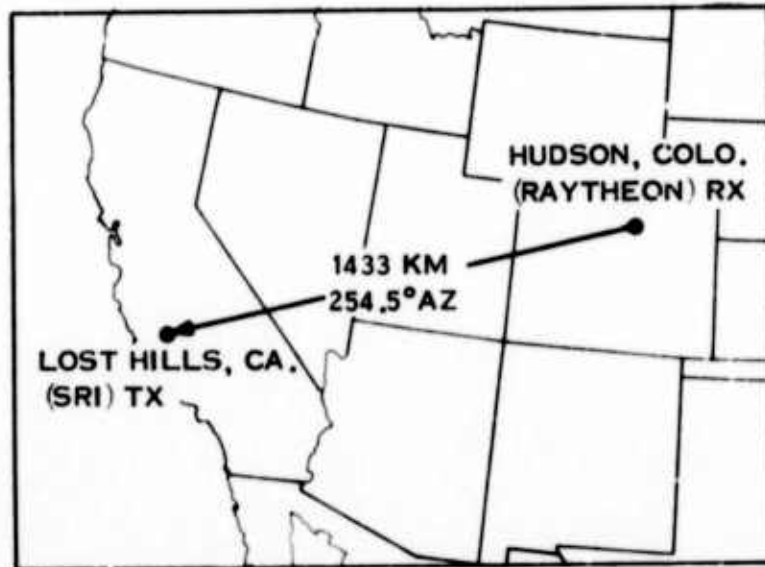 HUDSON, COLO.
(RAYTHEON) RX
1433 KM
254.5° AZ
LOST HILLS, CA.
(SRI) TX